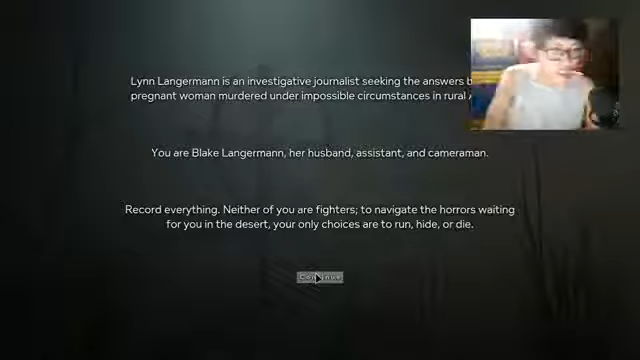 Lynn Langermann is an investigative journalist seeking the answers
pregnant woman murdered under impossible circumstances in rural
You are Blake Langermann, her husband, assistant, and cameraman.
Record everything. Neither of you are fighters; to navigate the horrors waiting
for you in the desert, your only choices are to run, hide, or die.
Continue